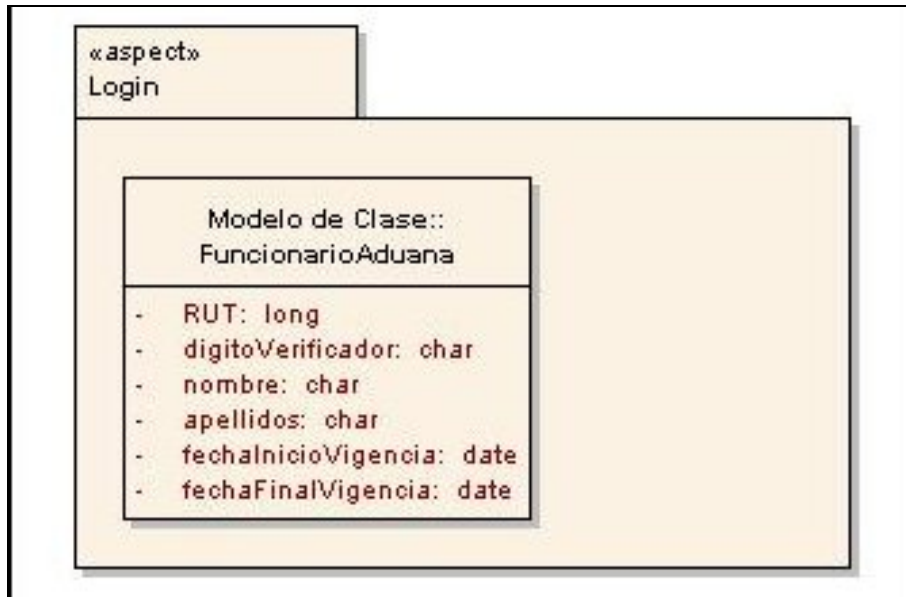 «aspect»
Login
Modelo de Clase::
FuncionarioAduana
- RUT: long
- digitoVerificador: char
- nombre: char
- apellidos: char
- fechaInicioVigencia: date
- fechaFinalVigencia: date